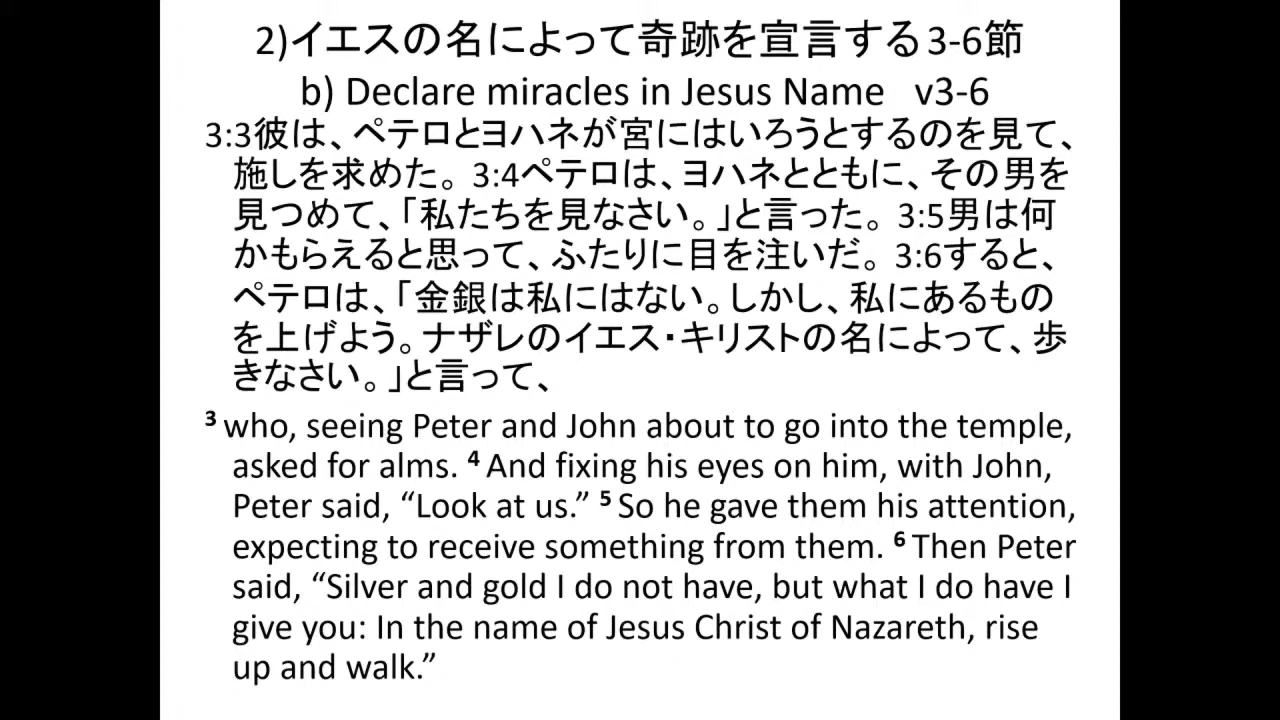 2)イエスの名によって奇跡を宣言する3-6節
b) Declare miracles in Jesus Name v3-6
3:3彼は、ペテロとヨハネが宮にはいろうとするのを見て、
施しを求めた。3:4ペテロは、ヨハネとともに、その男を
見つめて、「私たちを見なさい。」と言った。3:5男は何
かもらえると思って、ふたりに目を注いだ。3:6すると、
ペテロは、「金銀は私にはない。しかし、私にあるもの
を上げよう。ナザレのイエス・キリストの名によって、歩
きなさい。」と言って、
3 who, seeing Peter and John about to go into the temple,
asked for alms. 4 And fixing his eyes on him, with John,
Peter said, “Look at us.” 5 So he gave them his attention,
expecting to receive something from them. 6 Then Peter
said, “Silver and gold I do not have, but what I do have I
give you: In the name of Jesus Christ of Nazareth, rise
up and walk.”